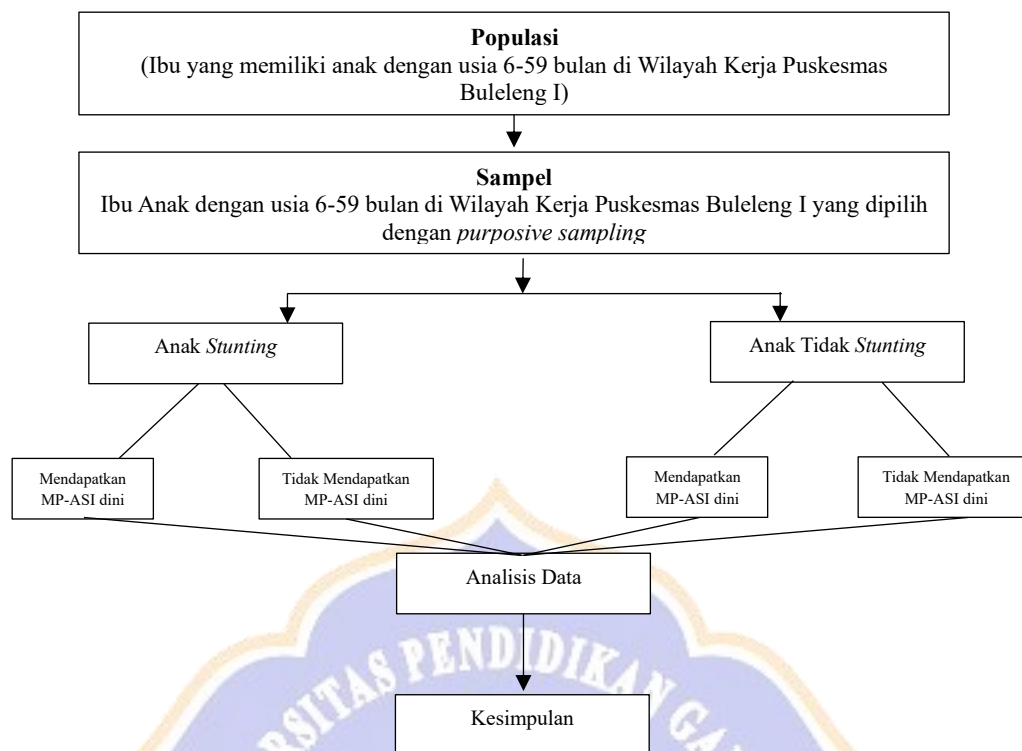 Populasi
(Ibu yang memiliki anak dengan usia 6-59 bulan di Wilayah Kerja Puskesmas
Buleleng I)
Sampel
Ibu Anak dengan usia 6-59 bulan di Wilayah Kerja Puskesmas Buleleng I yang dipilih
dengan purposive sampling
Anak Stunting
Anak Tidak Stunting
Mendapatkan
MP-ASI dini
Tidak Mendapatkan
MP-ASI dini
Mendapatkan
MP-ASI dini
Tidak Mendapatkan
MP-ASI dini
Analisis Data
PENDIDIKAN
Kesimpulan